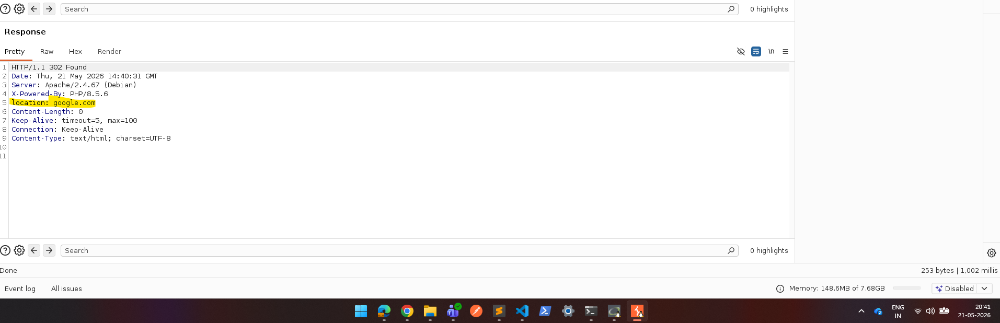 Search
0 highlights
Response
Pretty Raw Hex Render
\n
1 HTTP/1.1 302 Found
2 Date: Thu, 21 May 2026 14:40:31 GMT
3 Server: Apache/2.4.67 (Debian)
4 X-Powered-By: PHP/8.5.6
5 location: google.com
6 Content-Length: 0
7 Keep-Alive: timeout=5, max=100
8 Connection: Keep-Alive
9 Content-Type: text/html; charset=UTF-8
10
11
Search
0 highlights
Done
253 bytes | 1,002 millis
Event log All issues
Memory: 148.6MB of 7.68GB
Disabled
ENG
IN
20:41
21-05-2026